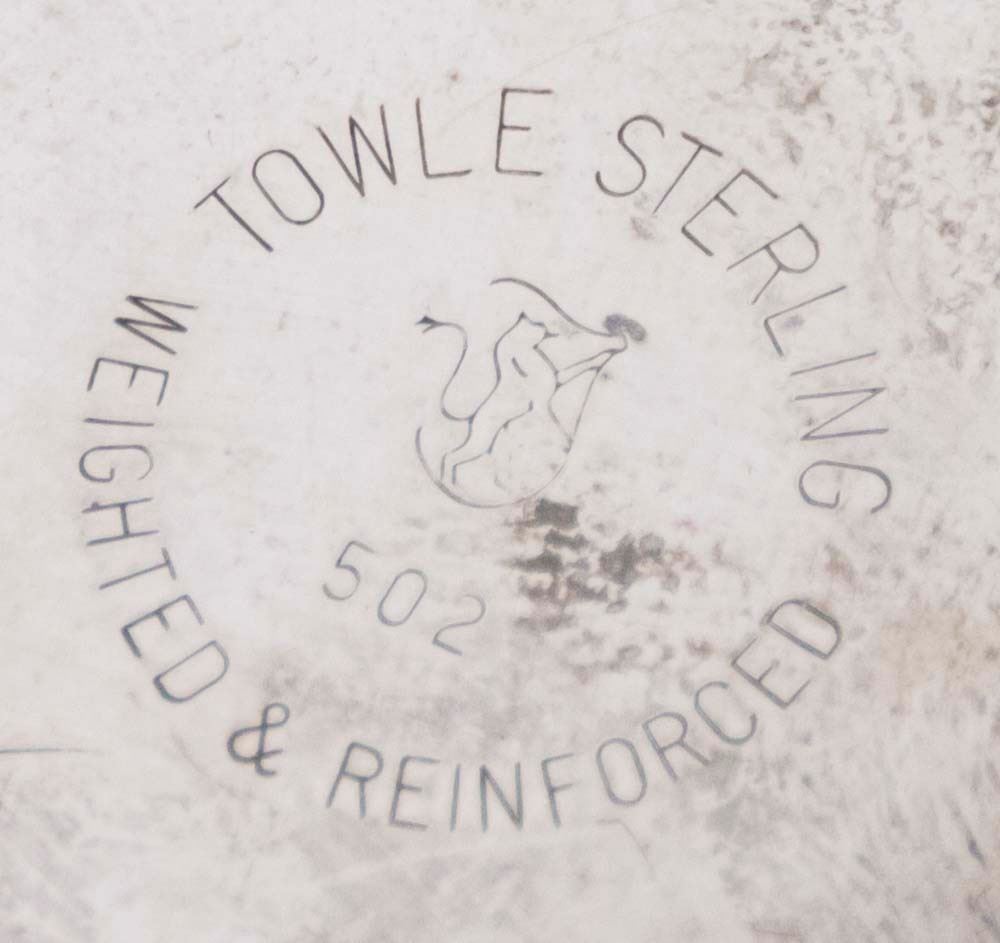 TOWLE STERLING
WEIGHTED & REINFORCED
502